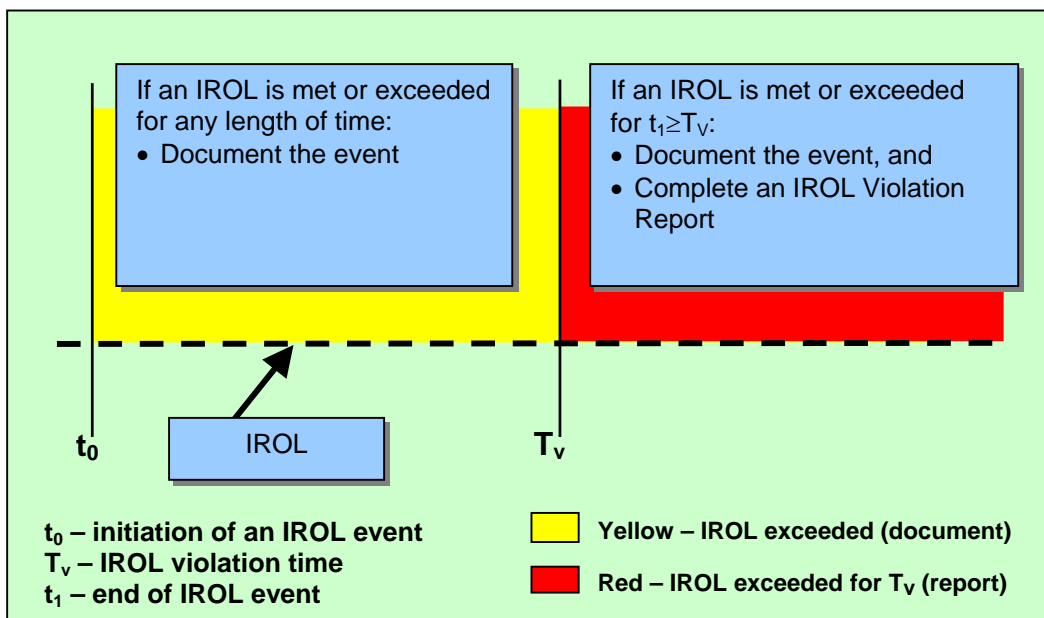 If an IROL is met or exceeded
for any length of time:
• Document the event
If an IROL is met or exceeded
for t₁≥Tᵥ:
• Document the event, and
• Complete an IROL Violation
Report
IROL
t₀
Tᵥ
t₀ – initiation of an IROL event
Tᵥ – IROL violation time
t₁ – end of IROL event
Yellow – IROL exceeded (document)
Red – IROL exceeded for Tᵥ (report)